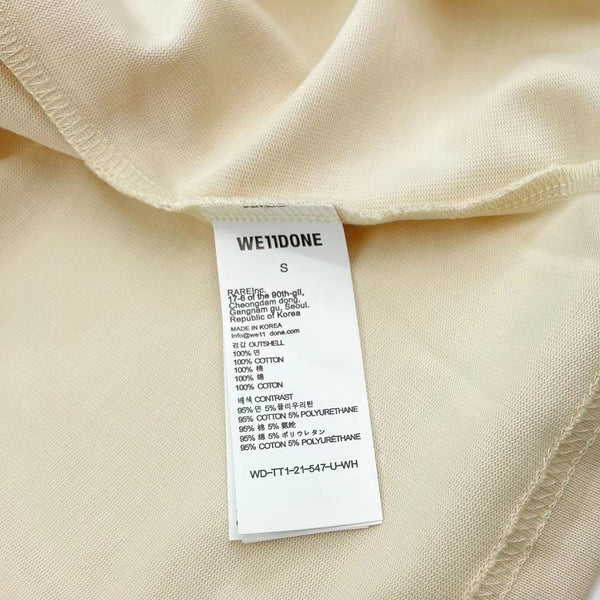 WE11DONE
S
RAREInc.
17-6 of the 90th-gil,
Cheongdam dong,
Gangnam gu, Seoul.
Republic of Korea
MADE IN KOREA
Info@we11 done.com
겉감 OUTSHELL
100% 면
100% COTTON
100% 棉
100% 綿
100% COTON
배색 CONTRAST
95% 면 5% 폴리우리탄
95% COTTON 5% POLYURETHANE
95% 棉 5% 氨纶
95% 綿 5% ポリウレタン
95% COTON 5% POLYURÉTHANE
WD-TT1-21-547-U-WH